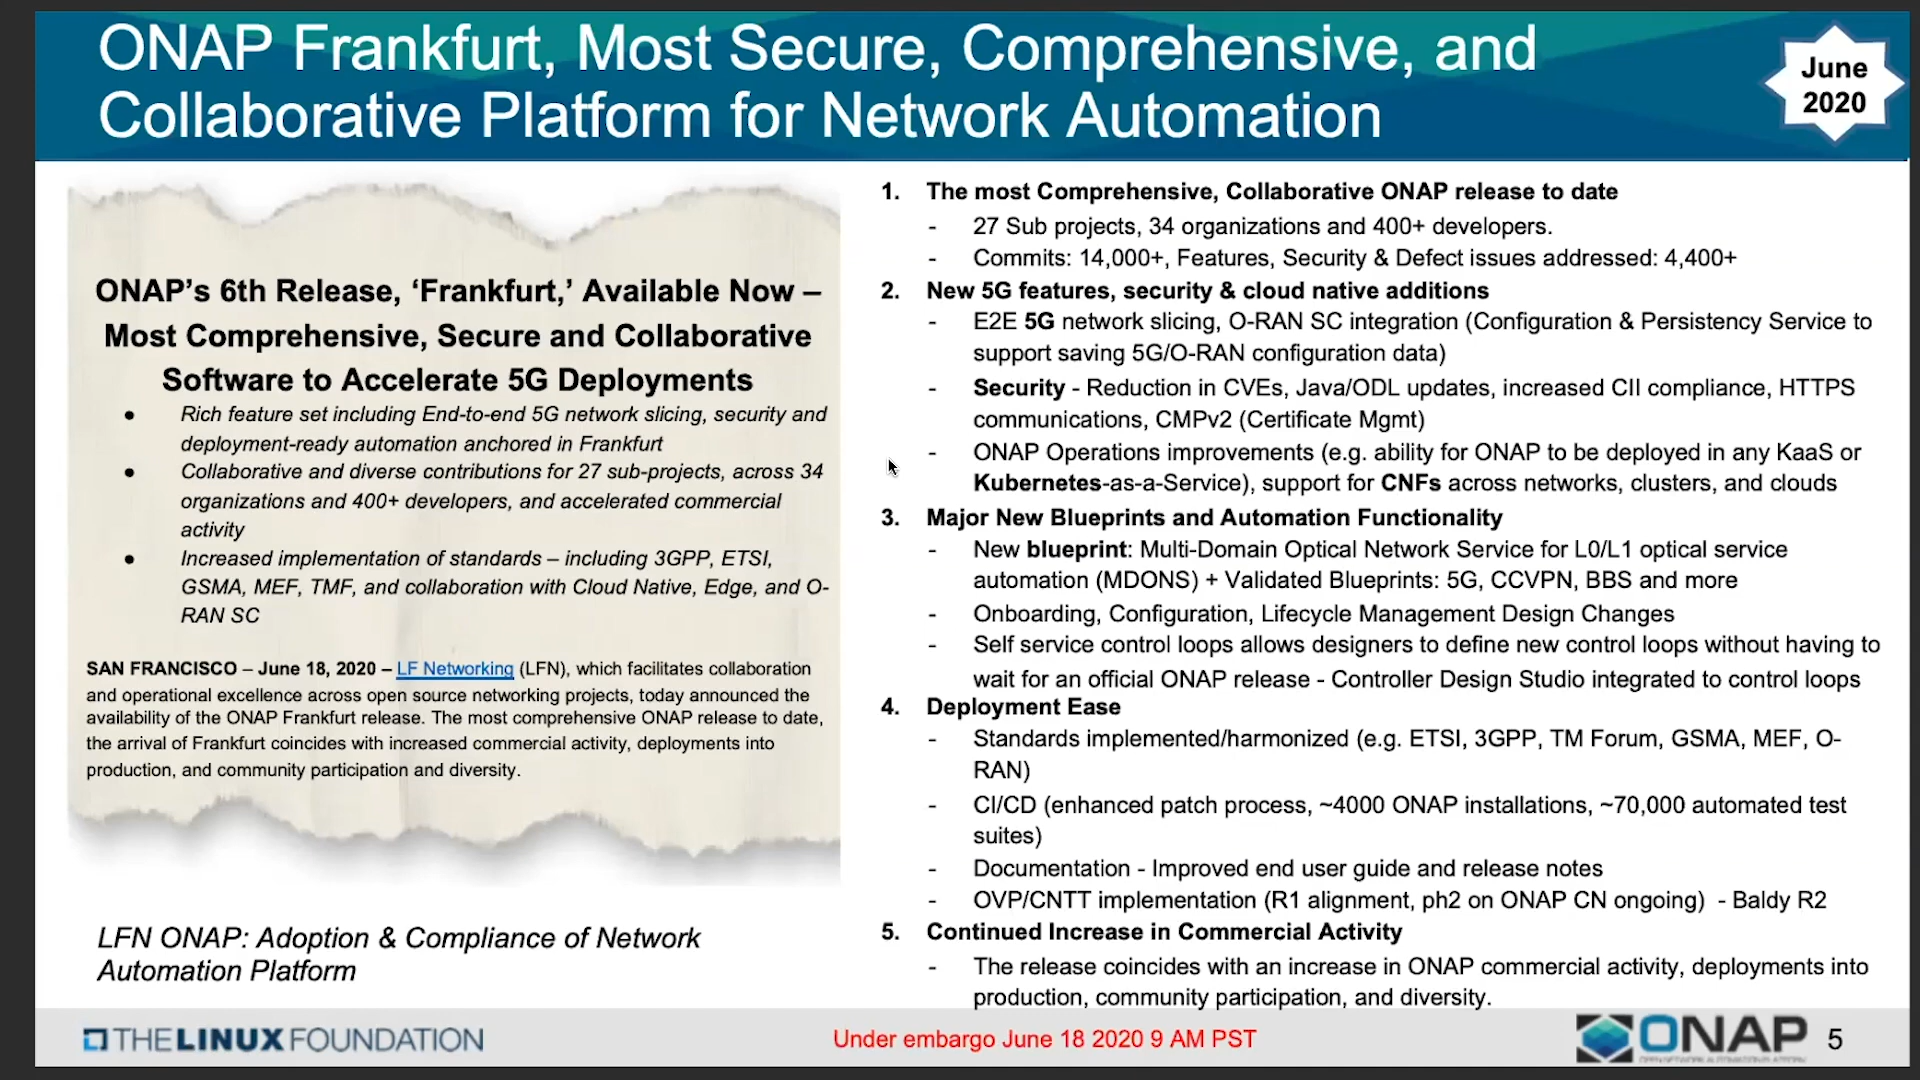 ONAP Frankfurt, Most Secure, Comprehensive, and
Collaborative Platform for Network Automation
June
2020
ONAP's 6th Release, ‘Frankfurt,’ Available Now –
Most Comprehensive, Secure and Collaborative
Software to Accelerate 5G Deployments
● Rich feature set including End-to-end 5G network slicing, security and
deployment-ready automation anchored in Frankfurt
● Collaborative and diverse contributions for 27 sub-projects, across 34
organizations and 400+ developers, and accelerated commercial
activity
● Increased implementation of standards – including 3GPP, ETSI,
GSMA, MEF, TMF, and collaboration with Cloud Native, Edge, and O-
RAN SC
SAN FRANCISCO – June 18, 2020 – LF Networking (LFN), which facilitates collaboration
and operational excellence across open source networking projects, today announced the
availability of the ONAP Frankfurt release. The most comprehensive ONAP release to date,
the arrival of Frankfurt coincides with increased commercial activity, deployments into
production, and community participation and diversity.
LFN ONAP: Adoption & Compliance of Network
Automation Platform
1. The most Comprehensive, Collaborative ONAP release to date
- 27 Sub projects, 34 organizations and 400+ developers.
- Commits: 14,000+, Features, Security & Defect issues addressed: 4,400+
2. New 5G features, security & cloud native additions
- E2E 5G network slicing, O-RAN SC integration (Configuration & Persistency Service to
support saving 5G/O-RAN configuration data)
- Security - Reduction in CVEs, Java/ODL updates, increased CII compliance, HTTPS
communications, CMPv2 (Certificate Mgmt)
- ONAP Operations improvements (e.g. ability for ONAP to be deployed in any KaaS or
Kubernetes-as-a-Service), support for CNFs across networks, clusters, and clouds
3. Major New Blueprints and Automation Functionality
- New blueprint: Multi-Domain Optical Network Service for L0/L1 optical service
automation (MDONS) + Validated Blueprints: 5G, CCVPN, BBS and more
- Onboarding, Configuration, Lifecycle Management Design Changes
- Self service control loops allows designers to define new control loops without having to
wait for an official ONAP release - Controller Design Studio integrated to control loops
4. Deployment Ease
- Standards implemented/harmonized (e.g. ETSI, 3GPP, TM Forum, GSMA, MEF, O-
RAN)
- CI/CD (enhanced patch process, ~4000 ONAP installations, ~70,000 automated test
suites)
- Documentation - Improved end user guide and release notes
- OVP/CNTT implementation (R1 alignment, ph2 on ONAP CN ongoing) - Baldy R2
5. Continued Increase in Commercial Activity
- The release coincides with an increase in ONAP commercial activity, deployments into
production, community participation, and diversity.
THE LINUX FOUNDATION
Under embargo June 18 2020 9 AM PST
ONAP
OPEN NETWORK AUTOMATION PLATFORM
5